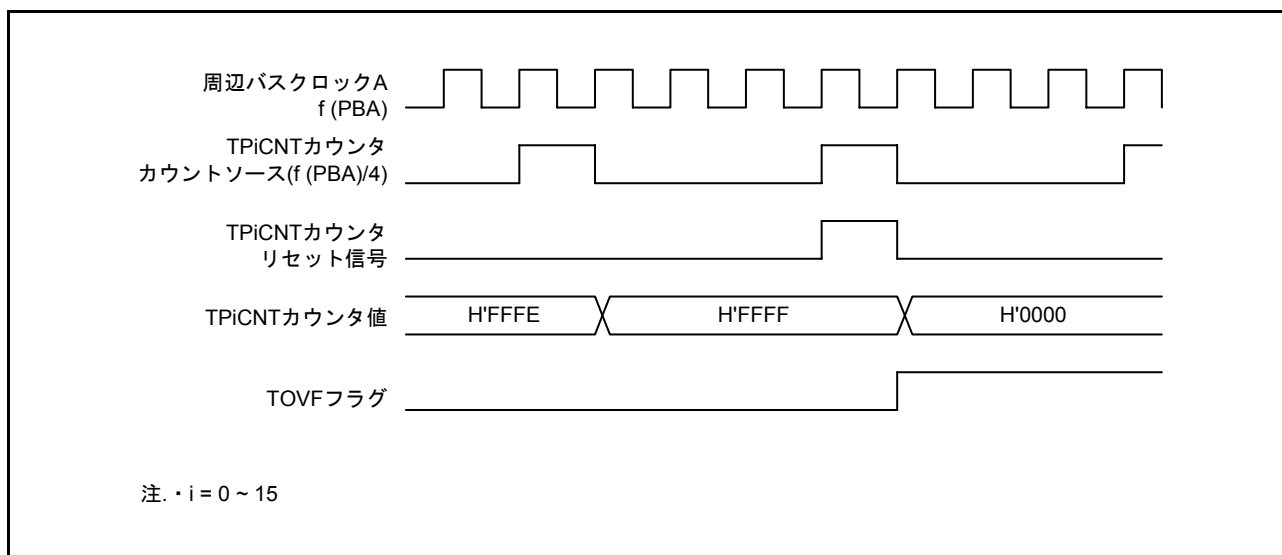 周辺バスクロックA
f (PBA)
TPiCNTカウンタ
カウントソース(f (PBA)/4)
TPiCNTカウンタ
リセット信号
TPiCNTカウンタ値
H'FFFE
H'FFFF
H'0000
TOVFフラグ
注.・i = 0 ~ 15